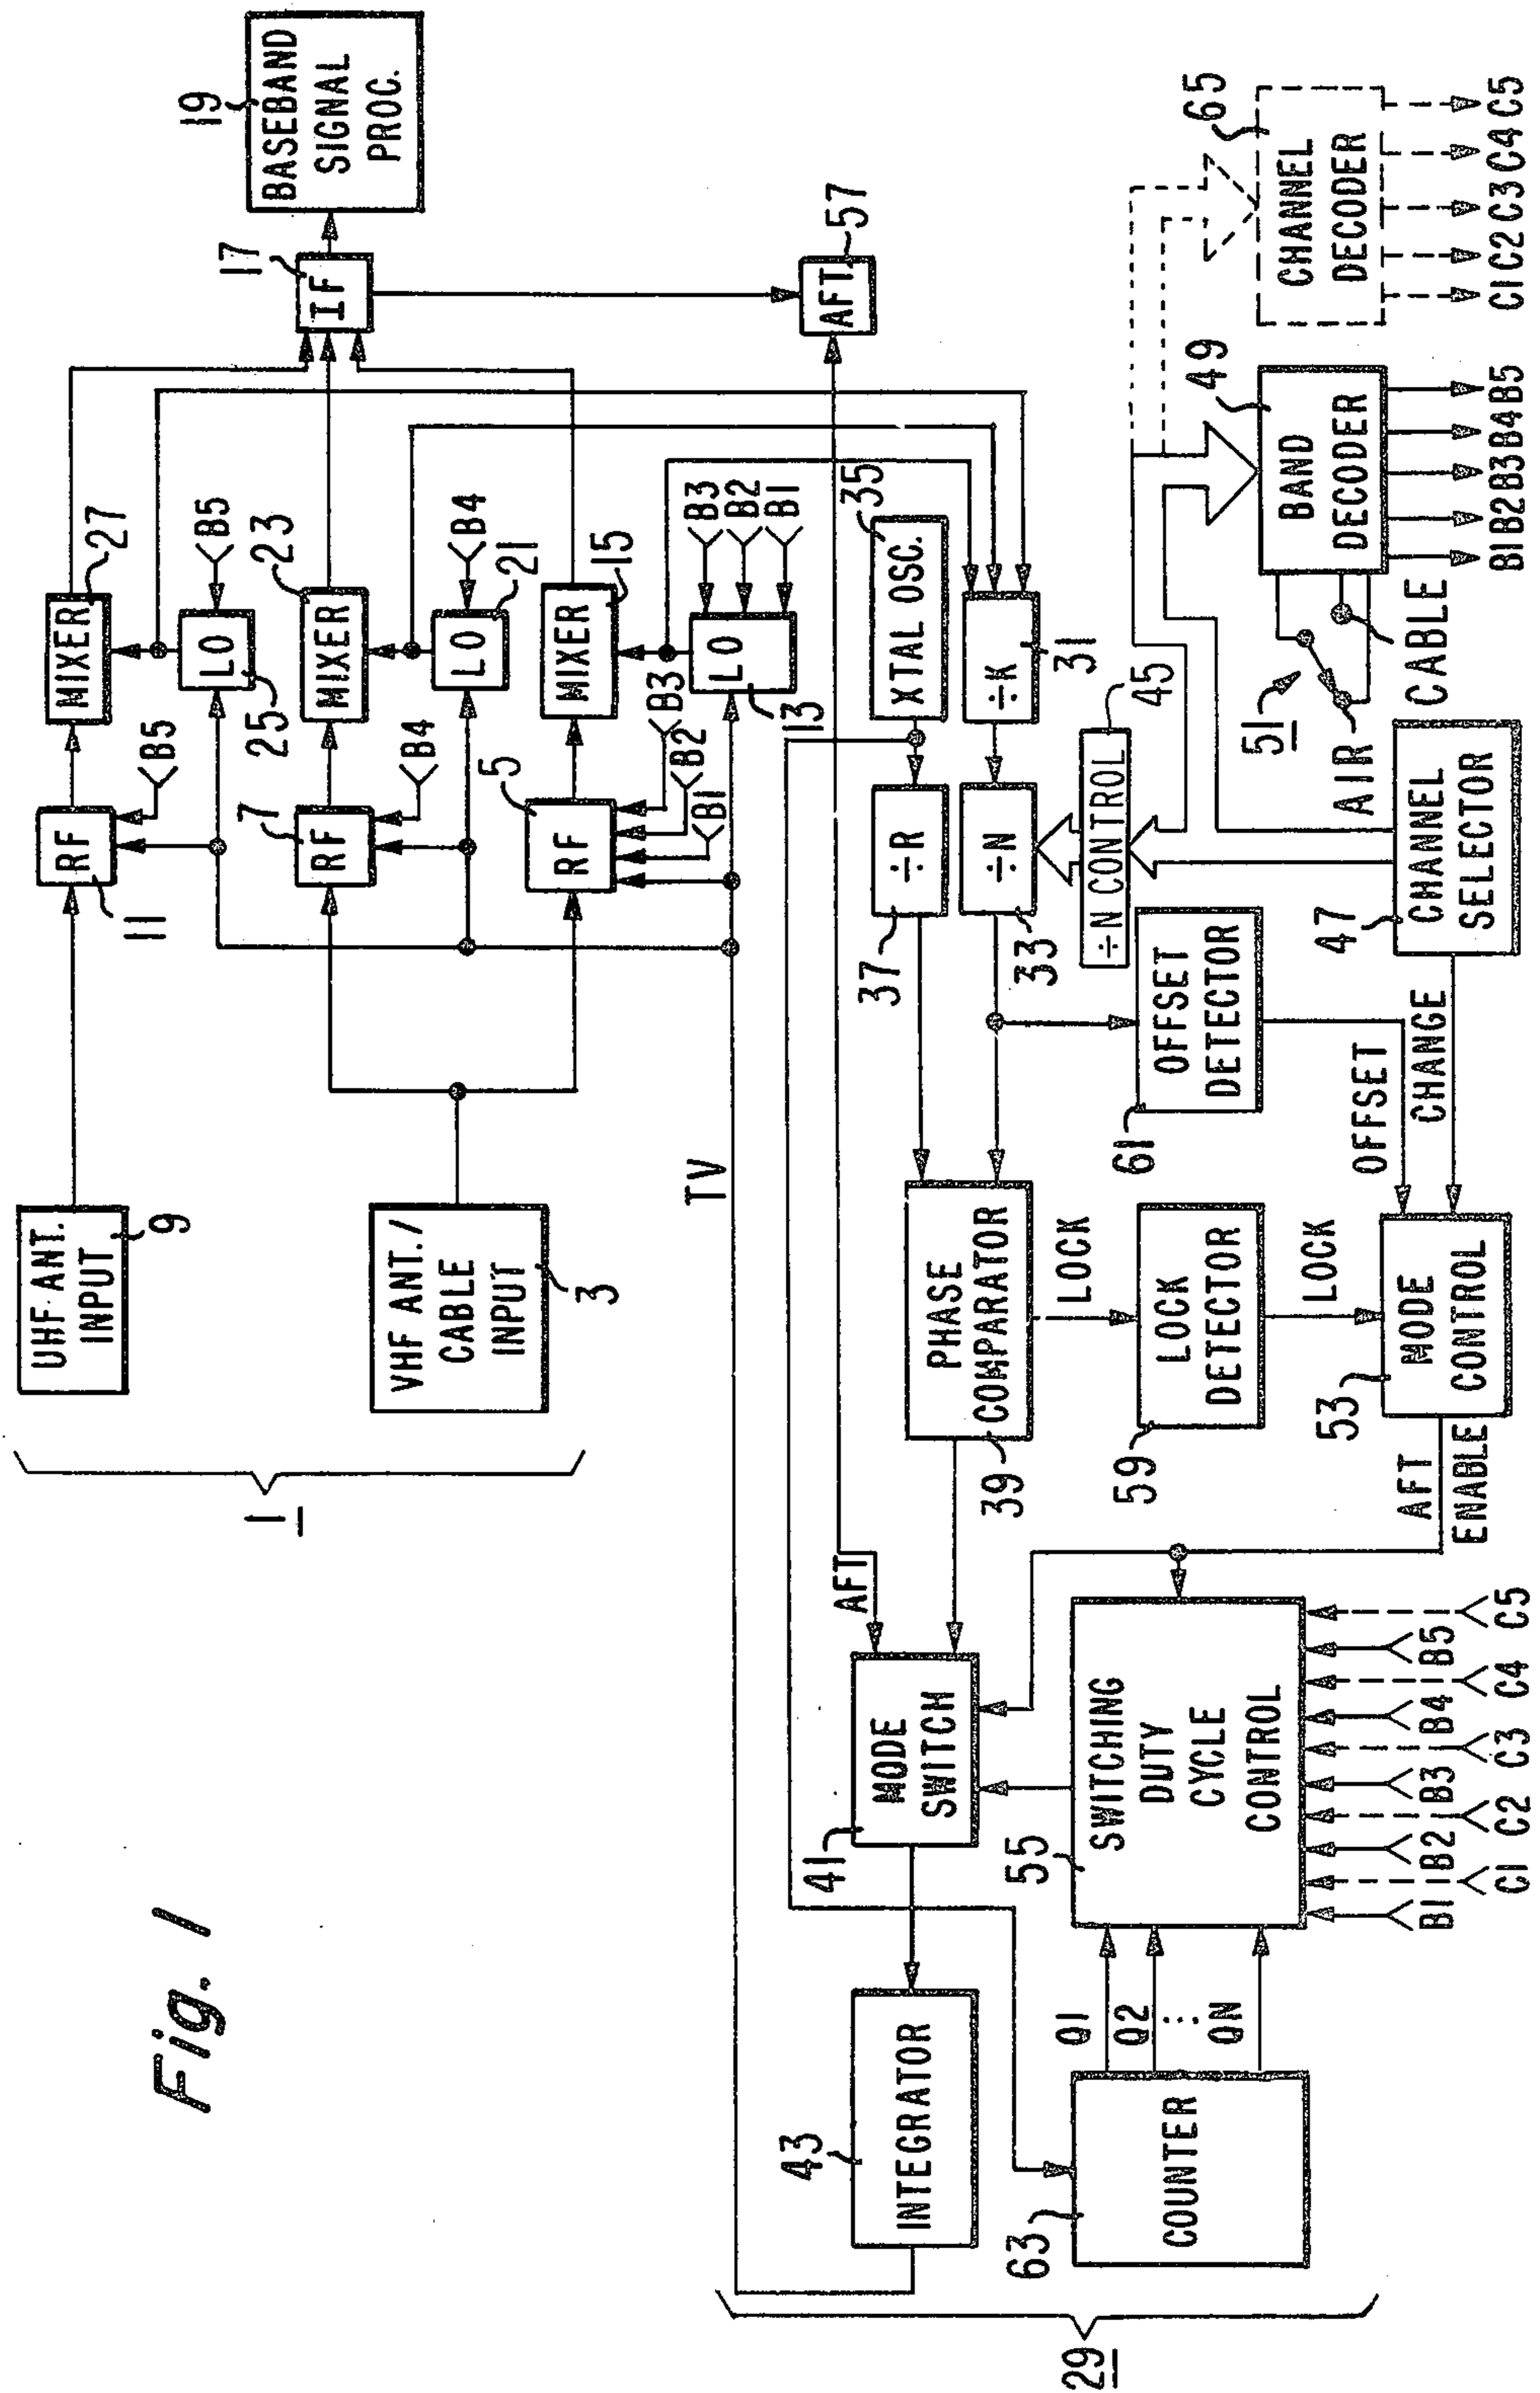 Fig. 1
1
UHF ANT.
INPUT
9
VHF ANT./
CABLE
INPUT
3
RF
11
B5
MIXER
27
LO
25
B5
RF
7
B4
MIXER
23
LO
21
B4
RF
5
B3
B2
B1
MIXER
15
LO
13
B3
B2
B1
IF
17
BASEBAND
SIGNAL
PROC.
19
AFT
57
TV
29
INTEGRATOR
43
MODE
SWITCH
41
AFT
PHASE
COMPARATOR
39
÷R
37
XTAL OSC.
35
÷N
33
÷K
31
÷N CONTROL
45
LOCK
LOCK
DETECTOR
59
LOCK
OFFSET
DETECTOR
61
OFFSET
CHANGE
MODE
CONTROL
53
AFT
ENABLE
COUNTER
63
Q1
Q2
⋮
QN
SWITCHING
DUTY
CYCLE
CONTROL
55
B1 B2 B3 B4 B5
C1 C2 C3 C4 C5
CHANNEL
SELECTOR
47
51
AIR
CABLE
BAND
DECODER
49
B1 B2 B3 B4 B5
CHANNEL
DECODER
65
C1 C2 C3 C4 C5